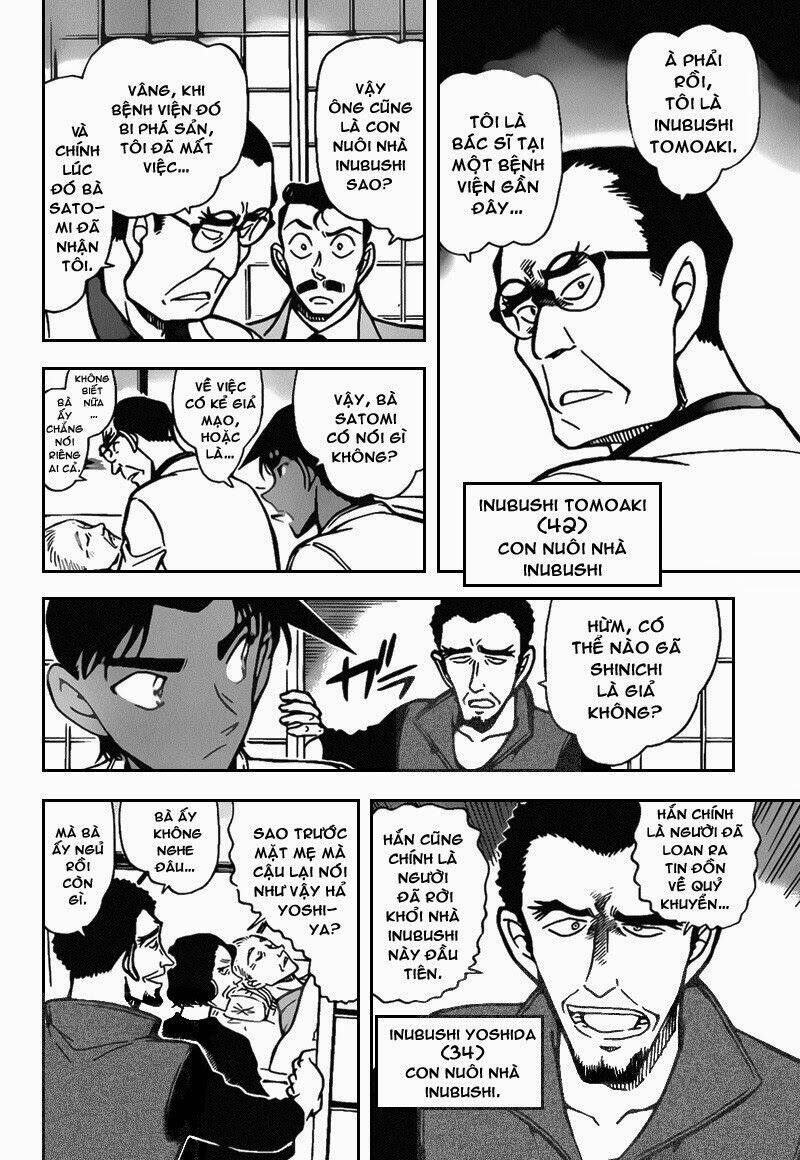 À PHẢI
RỒI,
TÔI LÀ
INUBUSHI
TOMOAKI.
TÔI LÀ
BÁC SĨ TẠI
MỘT BỆNH
VIỆN GẦN
ĐÂY...
INUBUSHI TOMOAKI
(42)
CON NUÔI NHÀ
INUBUSHI
VẬY
ÔNG CŨNG
LÀ CON
NUÔI NHÀ
INUBUSHI
SAO?
VÂNG, KHI
BỆNH VIỆN ĐÓ
BI PHÁ SẢN,
TÔI ĐÃ MẤT
VIỆC...
VÀ
CHÍNH
LÚC
ĐÓ BÀ
SATO-
MI ĐÃ
NHẬN
TÔI.
VẬY, BÀ
SATOMI
CÓ NÓI GÌ
KHÔNG?
VỀ VIỆC
CÓ KẺ GIẢ
MẠO,
HOẶC
LÀ...
KHÔNG
BIẾT
NỮA
...
BÀ
ẤY
CHẲNG
NÓI
RIÊNG
AI CẢ.
HỪM, CÓ
THỂ NÀO GÃ
SHINICHI
LÀ GIẢ
KHÔNG?
ガラ
HẮN CHÍNH
LÀ NGƯỜI ĐÃ
LOAN RA
TIN ĐỒN
VỀ QUỶ
KHUYỂN...
HẮN CŨNG
CHÍNH LÀ
NGƯỜI
ĐÃ RỜI
KHỎI NHÀ
INUBUSHI
NÀY ĐẦU
TIÊN.
INUBUSHI YOSHIDA
(34)
CON NUÔI NHÀ
INUBUSHI.
SAO TRƯỚC
MẶT MẸ MÀ
CẬU LẠI NÓI
NHƯ VẬY HẢ
YOSHI-
YA?
BÀ ẤY
KHÔNG
NGHE
ĐÂU...
MÀ BÀ
ẤY NGỦ
RỒI
CÒN
GÌ.